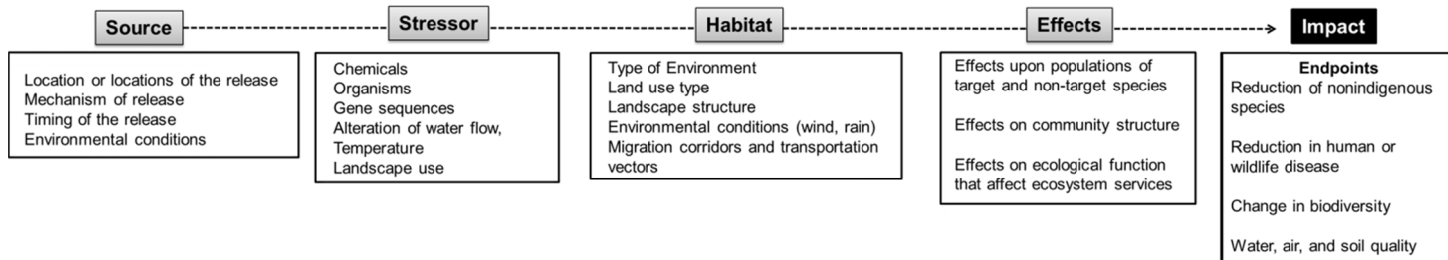 Source
Stressor
Habitat
Effects
Impact
Location or locations of the release
Mechanism of release
Timing of the release
Environmental conditions
Chemicals
Organisms
Gene sequences
Alteration of water flow,
Temperature
Landscape use
Type of Environment
Land use type
Landscape structure
Environmental conditions (wind, rain)
Migration corridors and transportation
vectors
Effects upon populations of
target and non-target species
Effects on community structure
Effects on ecological function
that affect ecosystem services
Endpoints
Reduction of nonindigenous
species
Reduction in human or
wildlife disease
Change in biodiversity
Water, air, and soil quality